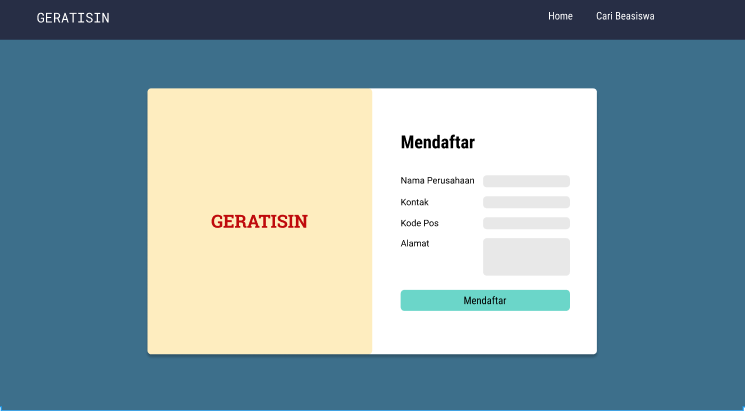 GERATISIN
Home
Cari Beasiswa
GERATISIN
Mendaftar
Nama Perusahaan
Kontak
Kode Pos
Alamat
Mendaftar